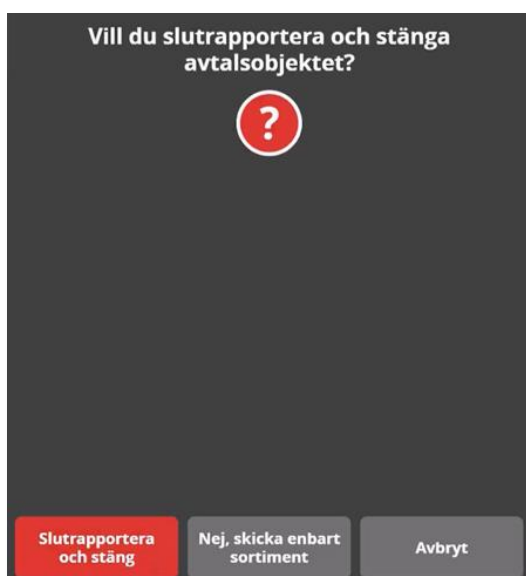 Vill du slutrapportera och stänga
avtalsobjektet?
?
Slutrapportera
och stäng
Nej, skicka enbart
sortiment
Avbryt